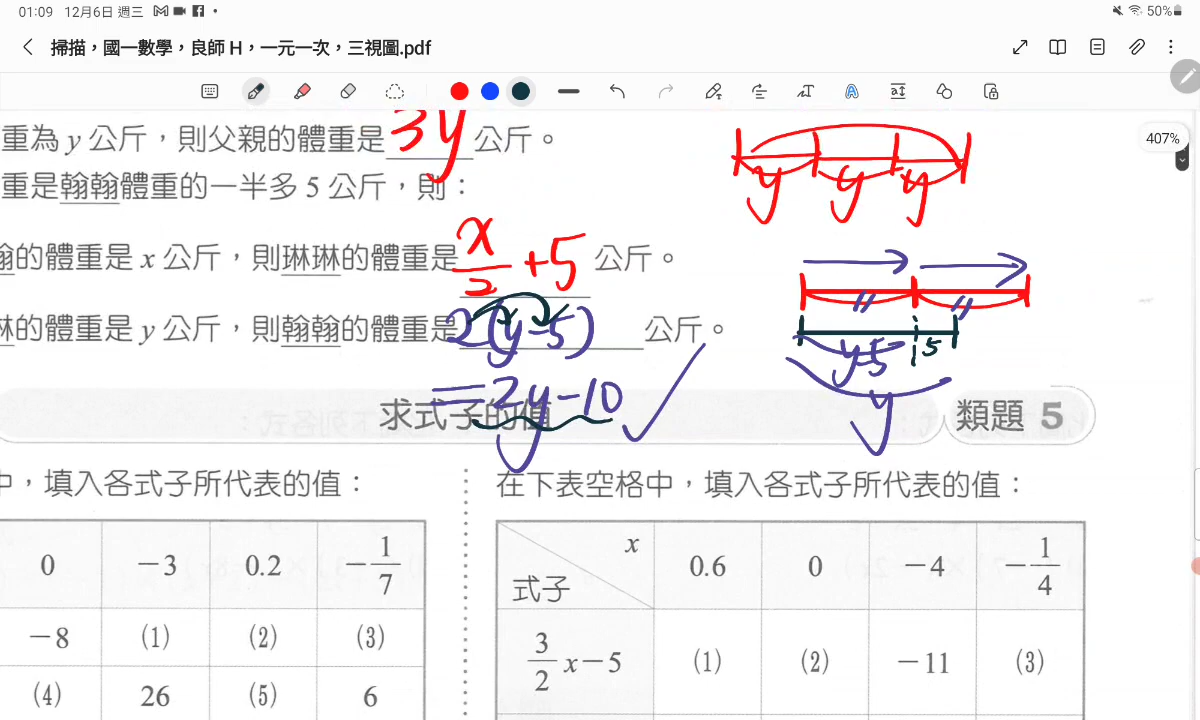 01:09 12月6日 週三 50%
掃描，國一數學，良師 H，一元一次，三視圖.pdf
407%
重為 y 公斤，則父親的體重是 3y 公斤。
重是翰翰體重的一半多 5 公斤，則：
翰的體重是 x 公斤，則琳琳的體重是 x/2 +5 公斤。
琳的體重是 y 公斤，則翰翰的體重是 2(y-5) 公斤。
=2y-10
y y y
y-5 5
y
求式子的值 類題 5
中，填入各式子所代表的值：
0 −3 0.2 −1/7
−8 (1) (2) (3)
(4) 26 (5) 6
在下表空格中，填入各式子所代表的值：
式子 x 0.6 0 −4 −1/4
3/2 x−5 (1) (2) −11 (3)